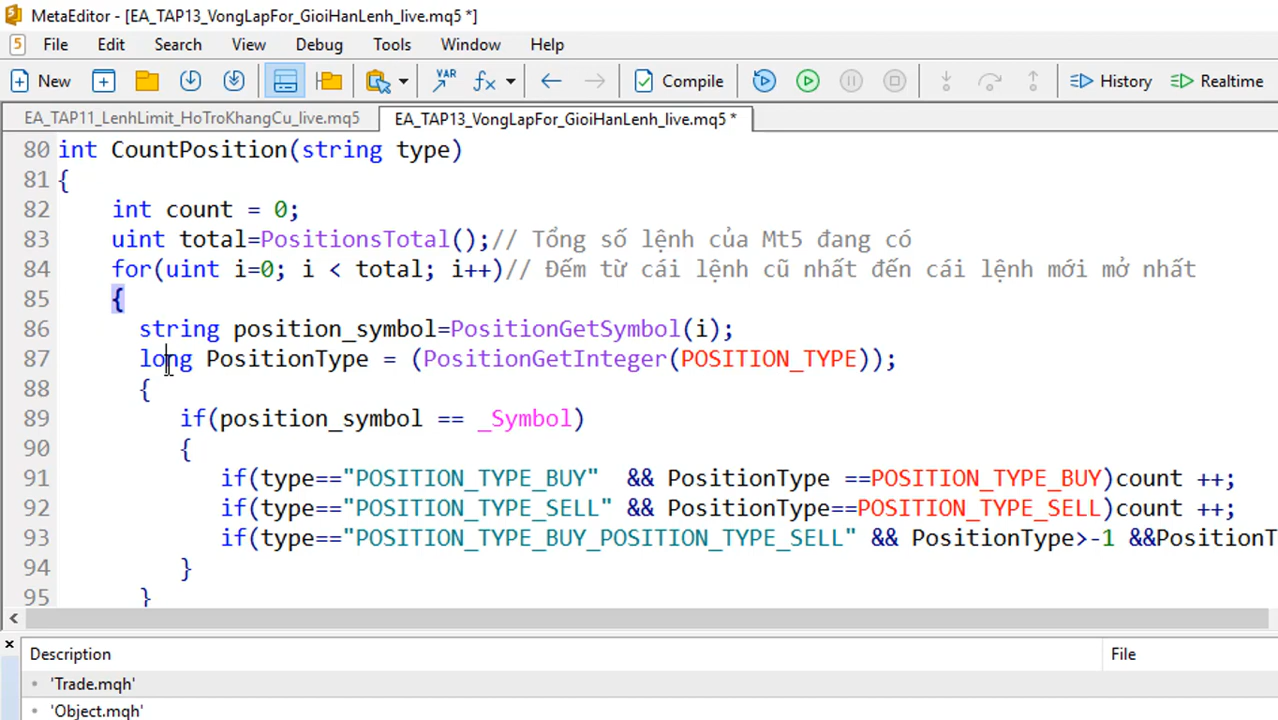 MetaEditor - [EA_TAP13_VongLapFor_GioiHanLenh_live.mq5 *]
5 File Edit Search View Debug Tools Window Help
New VAR fx Compile History Realtime
EA_TAP11_LenhLimit_HoTroKhangCu_live.mq5 EA_TAP13_VongLapFor_GioiHanLenh_live.mq5 *
80 int CountPosition(string type)
81 {
82 int count = 0;
83 uint total=PositionsTotal();// Tổng số lệnh của Mt5 đang có
84 for(uint i=0; i < total; i++)// Đếm từ cái lệnh cũ nhất đến cái lệnh mới mở nhất
85 {
86 string position_symbol=PositionGetSymbol(i);
87 long PositionType = (PositionGetInteger(POSITION_TYPE));
88 {
89 if(position_symbol == _Symbol)
90 {
91 if(type=="POSITION_TYPE_BUY" && PositionType ==POSITION_TYPE_BUY)count ++;
92 if(type=="POSITION_TYPE_SELL" && PositionType==POSITION_TYPE_SELL)count ++;
93 if(type=="POSITION_TYPE_BUY_POSITION_TYPE_SELL" && PositionType>-1 &&PositionT
94 }
95 }
Description File
'Trade.mqh'
'Object.mqh'